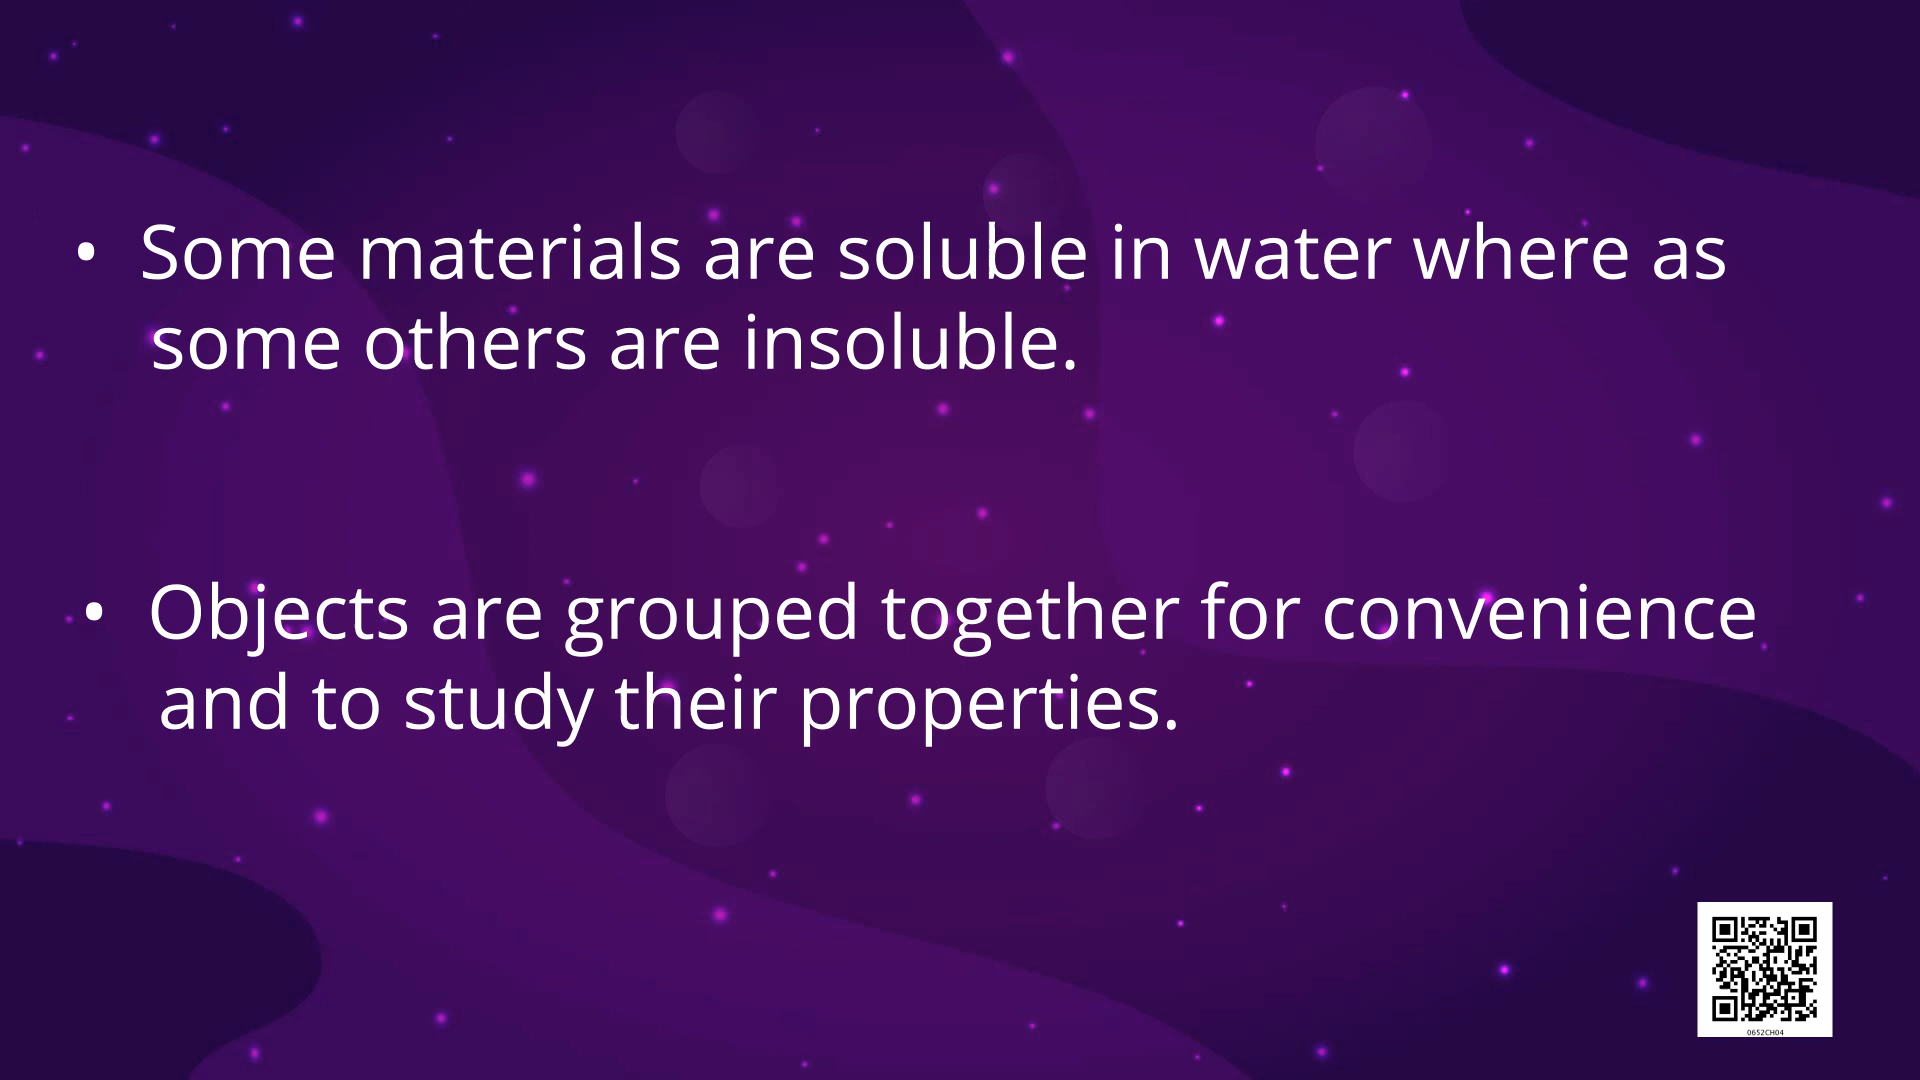 • Some materials are soluble in water where as
some others are insoluble.
• Objects are grouped together for convenience
and to study their properties.
0652CH04